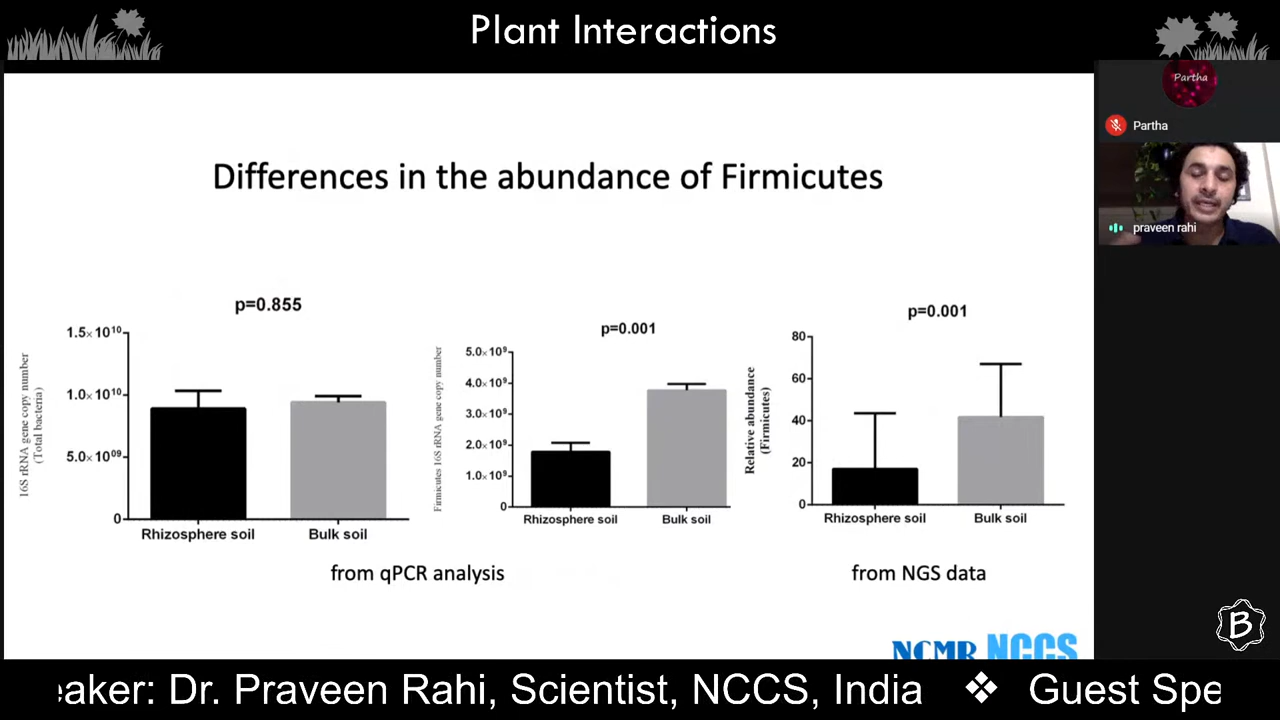 Plant Interactions
Differences in the abundance of Firmicutes
p=0.855
16S rRNA gene copy number
(Total bacteria)
1.5×10¹⁰
1.0×10¹⁰
5.0×10⁰⁹
0
Rhizosphere soil
Bulk soil
p=0.001
Firmicutes 16S rRNA gene copy number
5.0×10⁹
4.0×10⁹
3.0×10⁹
2.0×10⁹
1.0×10⁹
0
Rhizosphere soil
Bulk soil
from qPCR analysis
p=0.001
Relative abundance
(Firmicutes)
80
60
40
20
0
Rhizosphere soil
Bulk soil
from NGS data
NCMR NCCS
Partha
Partha
praveen rahi
B
eaker: Dr. Praveen Rahi, Scientist, NCCS, India ❖ Guest Spe